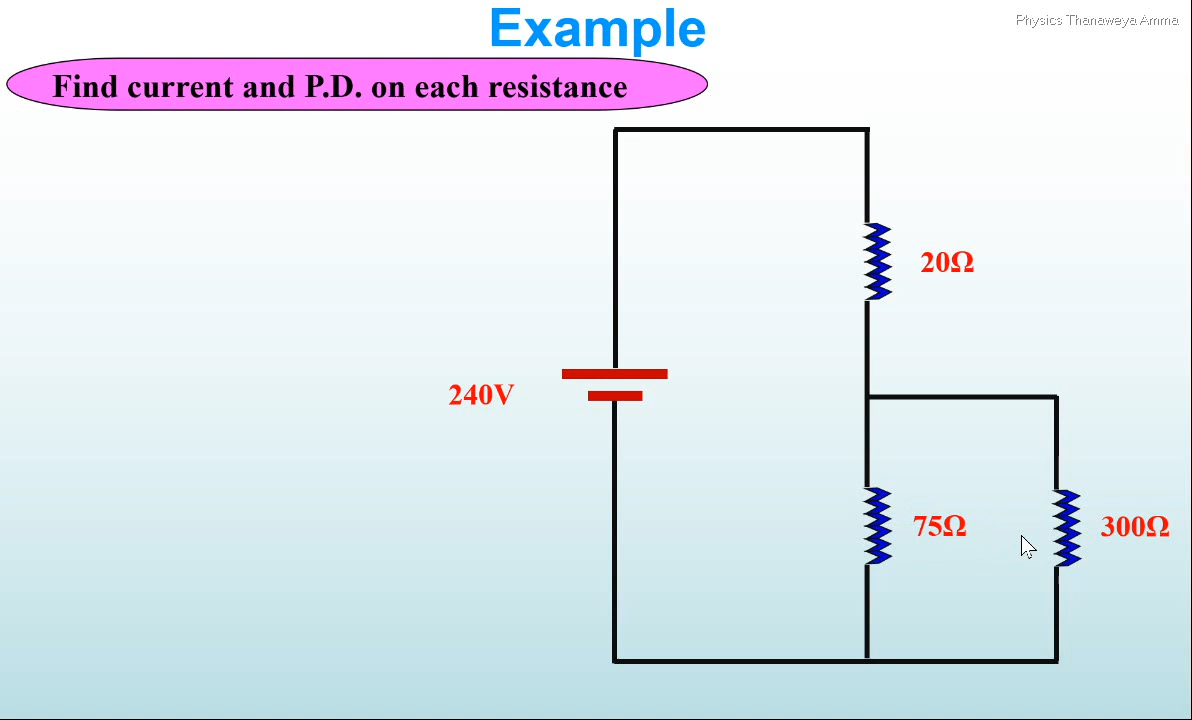 Example
Physics Thanaweya Amma
Find current and P.D. on each resistance
20Ω
240V
75Ω
300Ω